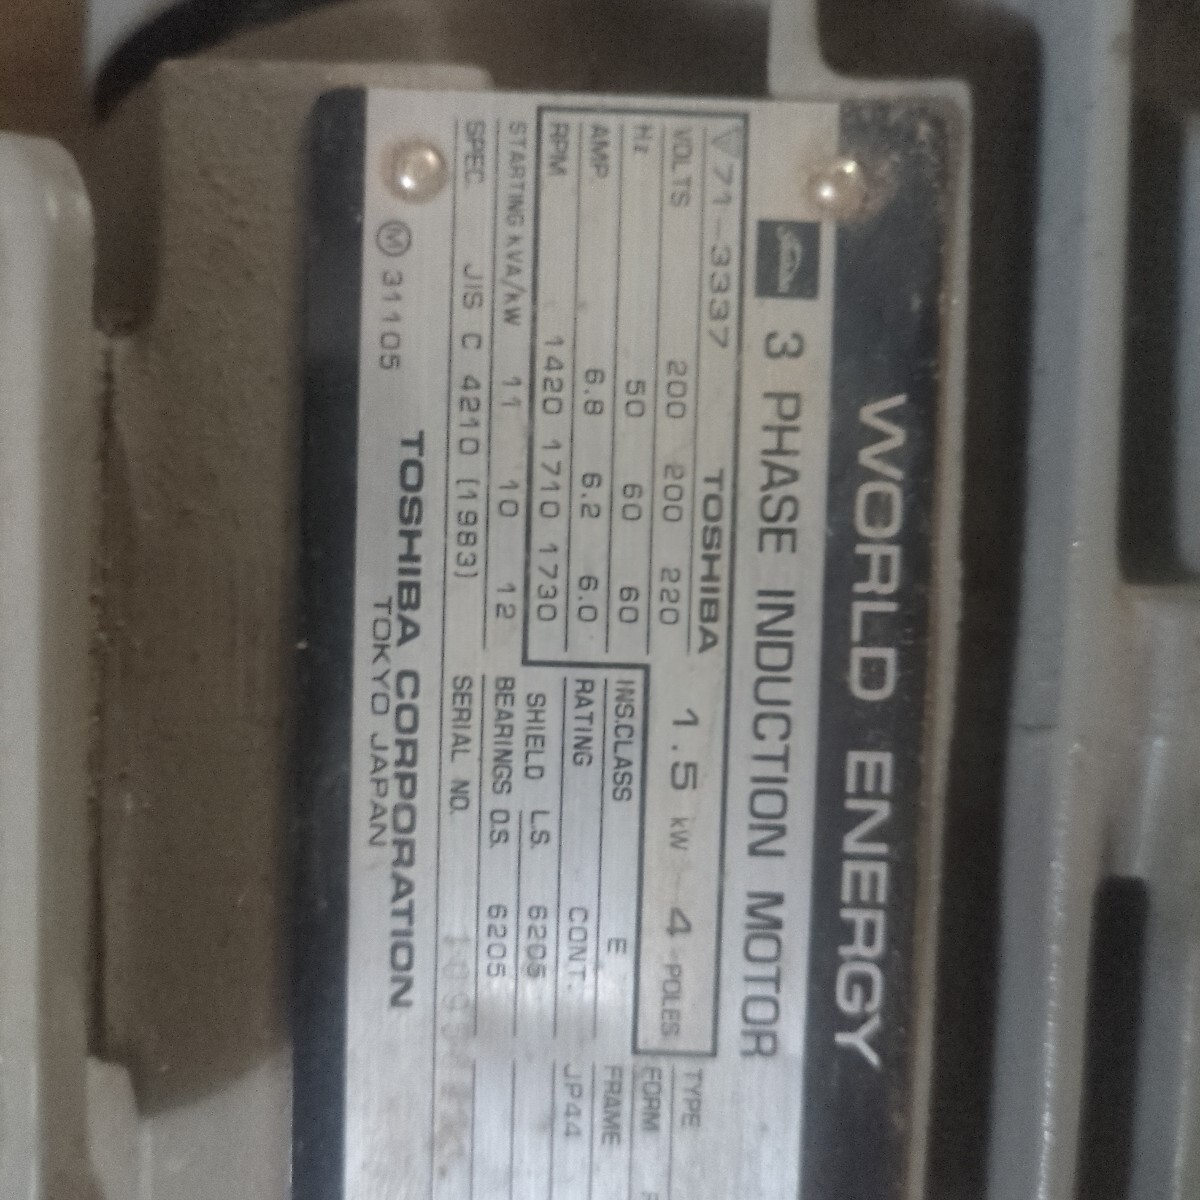 WORLD ENERGY
3 PHASE INDUCTION MOTOR
▽71-3337 TOSHIBA
VOLTS 200 200 220 1.5 kW 4 POLES
Hz 50 60 60
AMP. 6.8 6.2 6.0
RPM 1420 1710 1730
STARTING kVA/kW 11 10 12
SPEC. JIS C 4210 (1983)
INS.CLASS E
RATING CONT.
SHIELD L.S. 6205
BEARINGS O.S. 6205
SERIAL NO.
TYPE
FORM
FRAME
JP44
Ⓜ 31105 TOSHIBA CORPORATION
TOKYO JAPAN